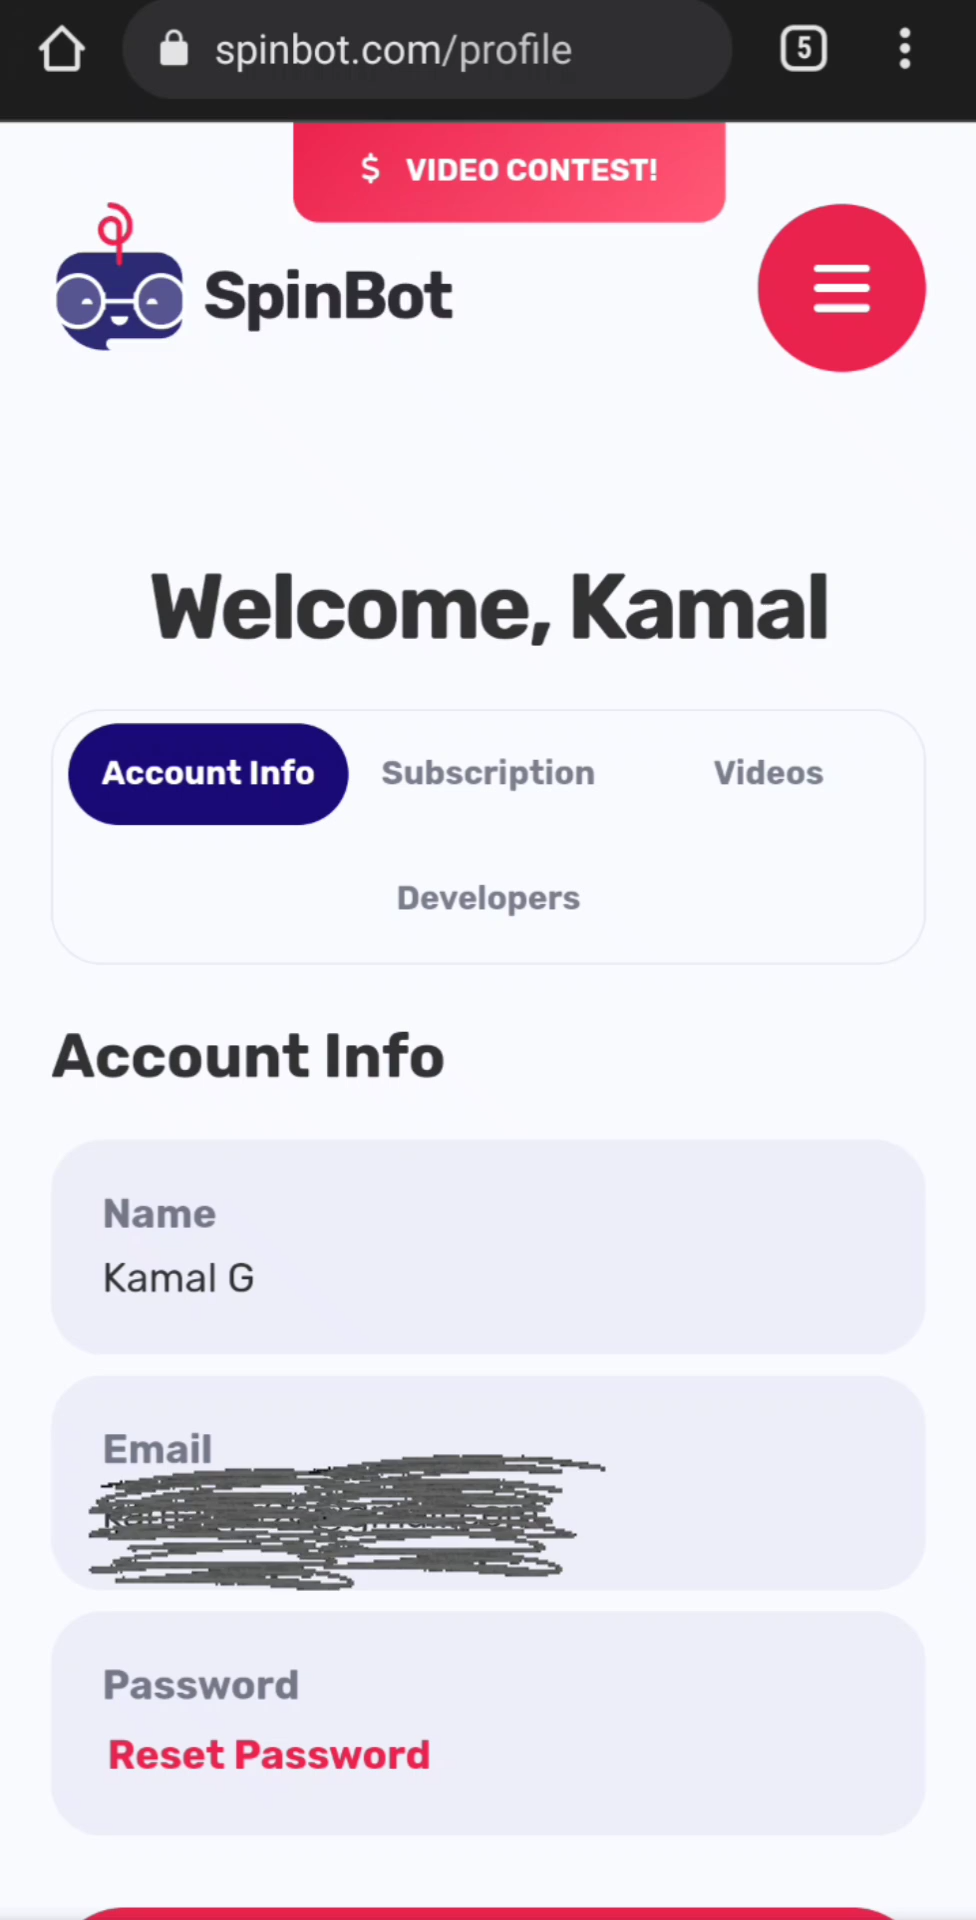 spinbot.com/profile
5
$ VIDEO CONTEST!
SpinBot
Welcome, Kamal
Account Info
Subscription
Videos
Developers
Account Info
Name
Kamal G
Email
Password
Reset Password